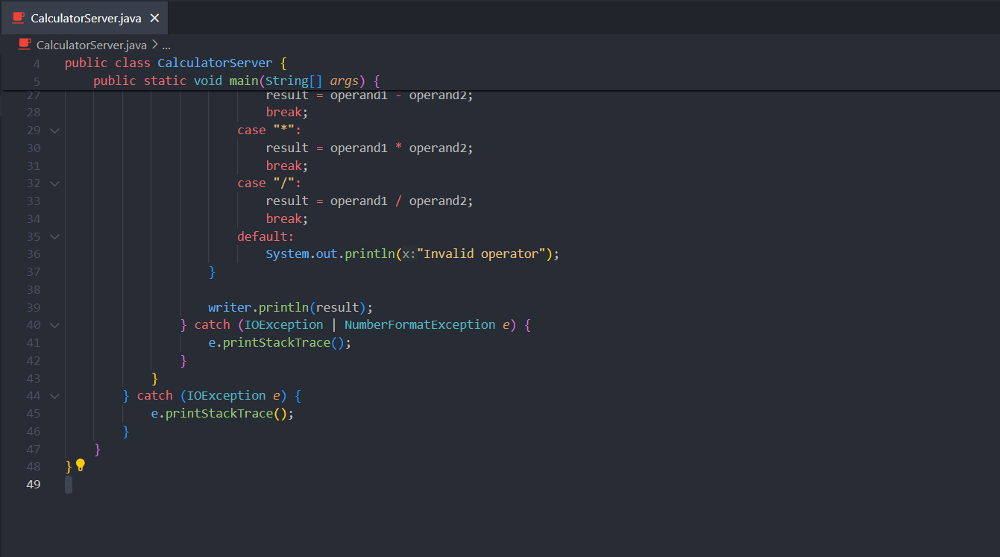 CalculatorServer.java ×
CalculatorServer.java > ...
4 public class CalculatorServer {
5 public static void main(String[] args) {
27 result = operand1 - operand2;
28 break;
29 case "*":
30 result = operand1 * operand2;
31 break;
32 case "/":
33 result = operand1 / operand2;
34 break;
35 default:
36 System.out.println(x:"Invalid operator");
37 }
38
39 writer.println(result);
40 } catch (IOException | NumberFormatException e) {
41 e.printStackTrace();
42 }
43 }
44 } catch (IOException e) {
45 e.printStackTrace();
46 }
47 }
48 }
49